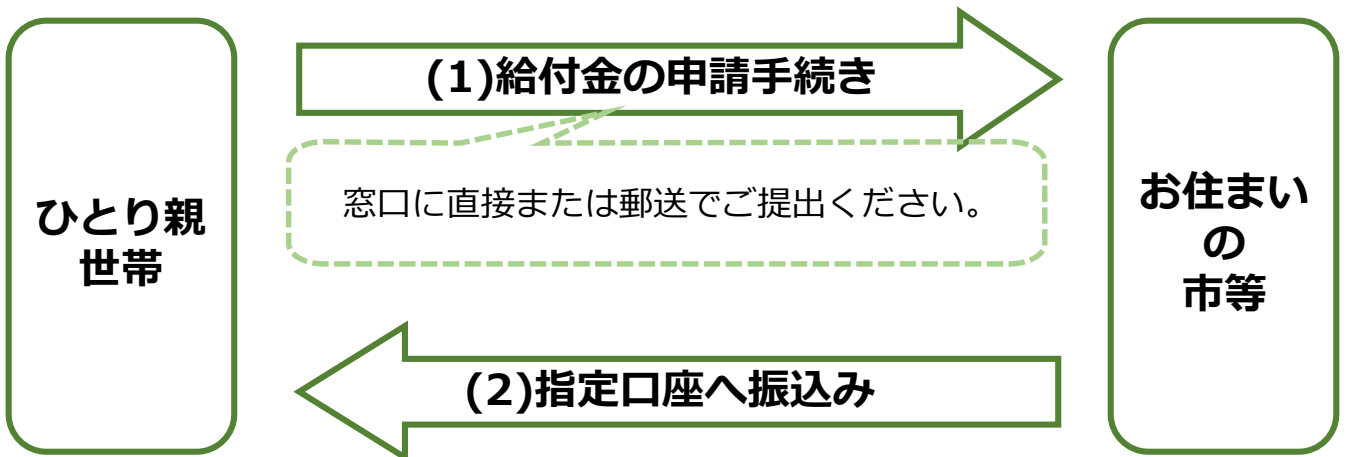 ひとり親
世帯
(1)給付金の申請手続き
窓口に直接または郵送でご提出ください。
(2)指定口座へ振込み
お住まい
の
市等